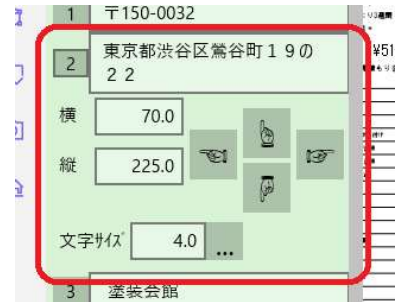 1 〒150-0032
2 東京都渋谷区鶯谷町１９の
２２
横 70.0
縦 225.0
文字ｻｲｽﾞ 4.0 ...
3 塗装会館
¥51